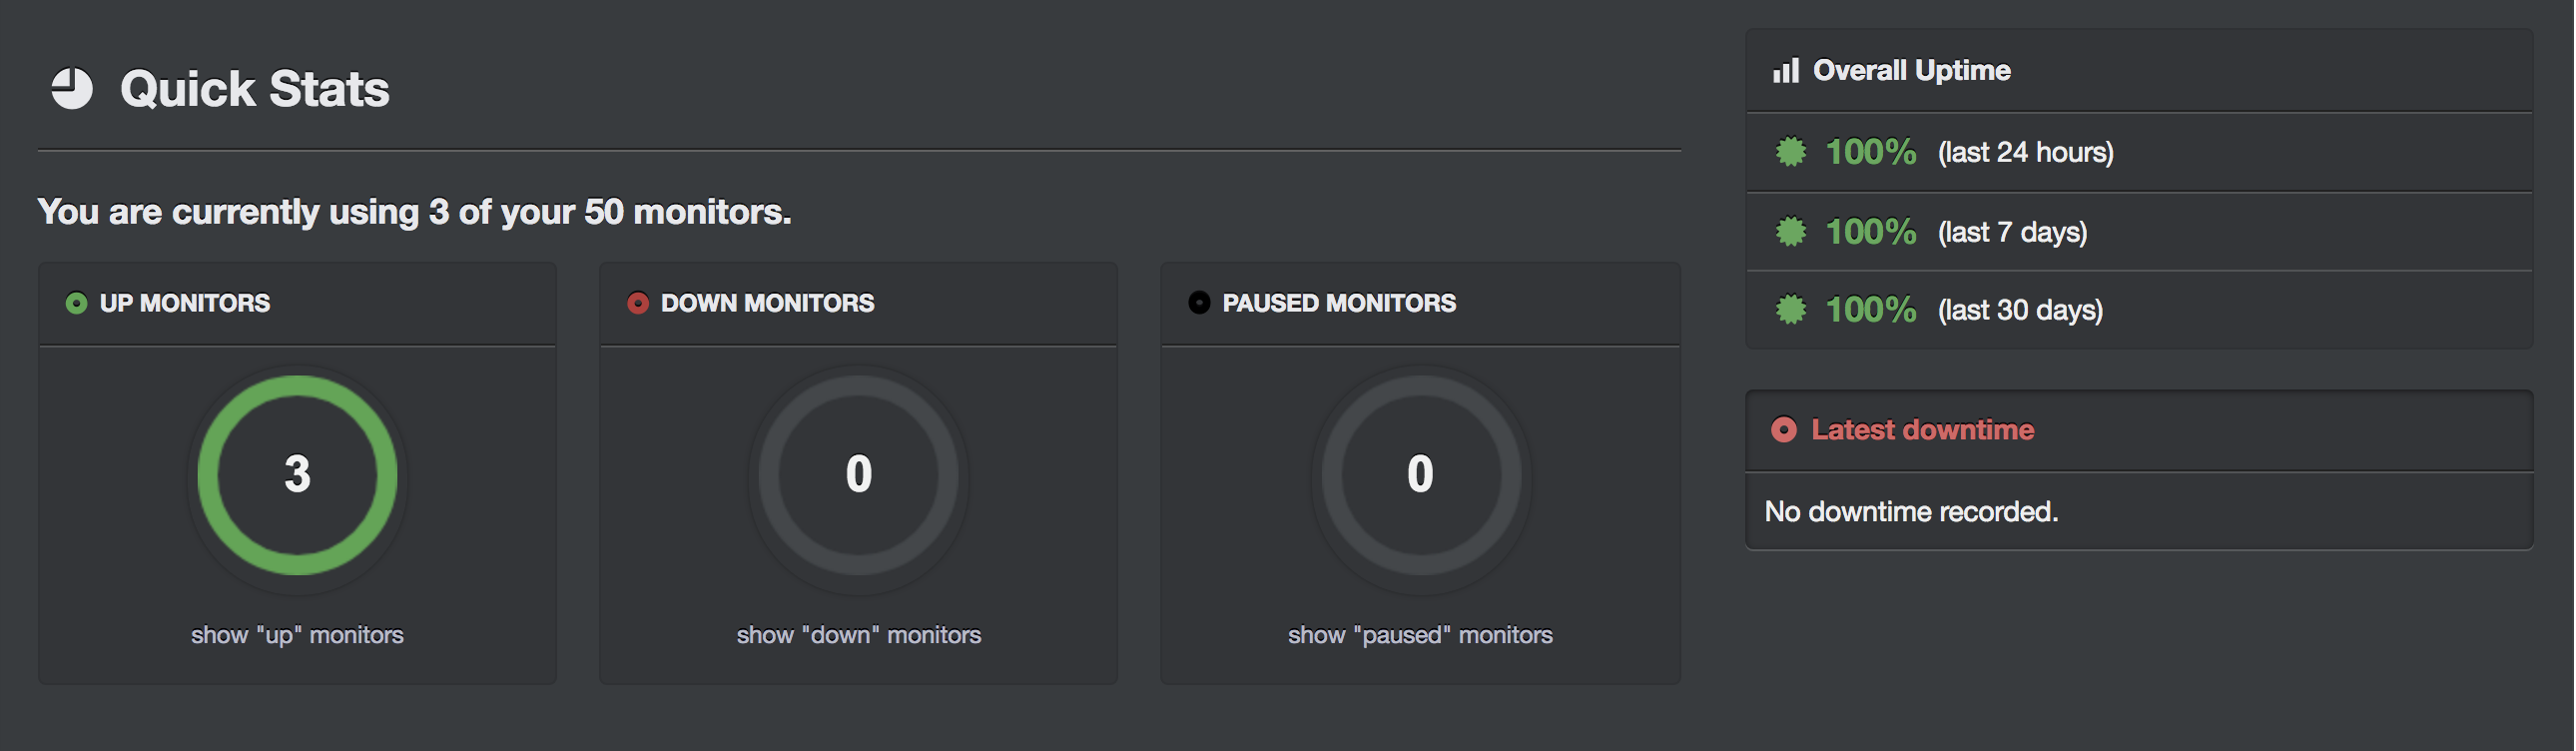 Quick Stats
You are currently using 3 of your 50 monitors.
UP MONITORS
3
show "up" monitors
DOWN MONITORS
0
show "down" monitors
PAUSED MONITORS
0
show "paused" monitors
Overall Uptime
100% (last 24 hours)
100% (last 7 days)
100% (last 30 days)
Latest downtime
No downtime recorded.